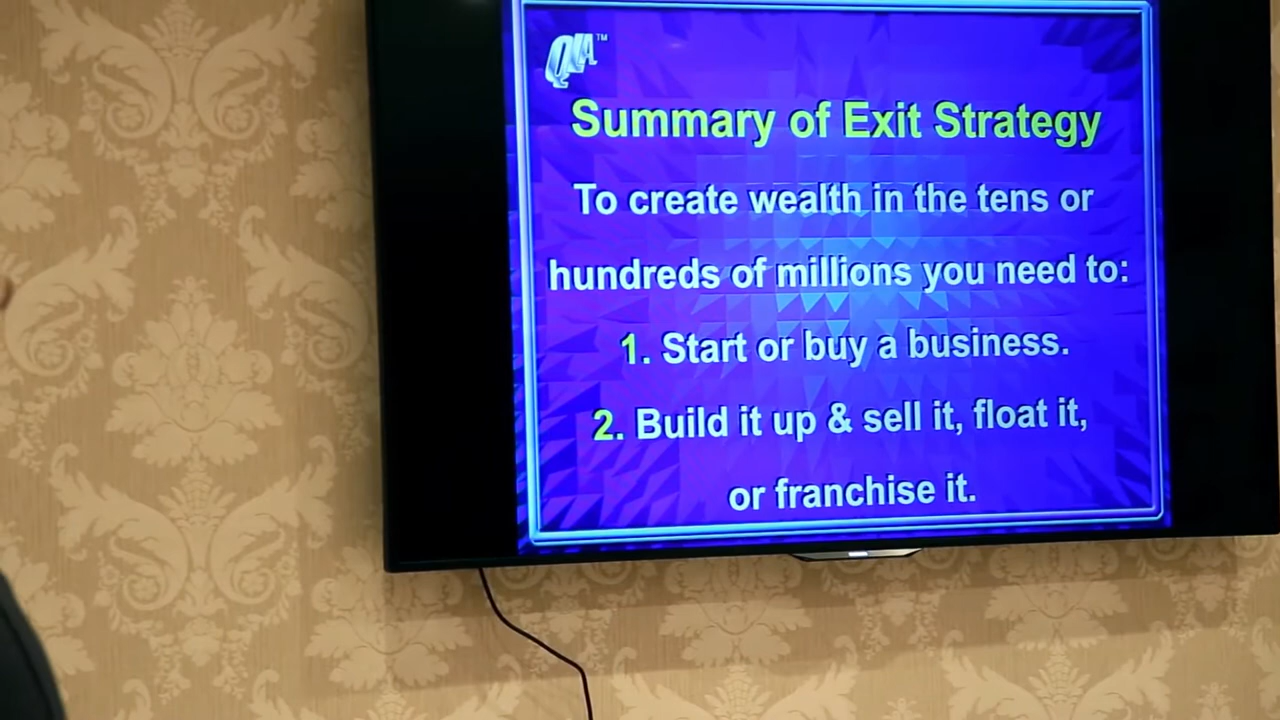 QLA™
Summary of Exit Strategy
To create wealth in the tens or
hundreds of millions you need to:
1. Start or buy a business.
2. Build it up & sell it, float it,
or franchise it.